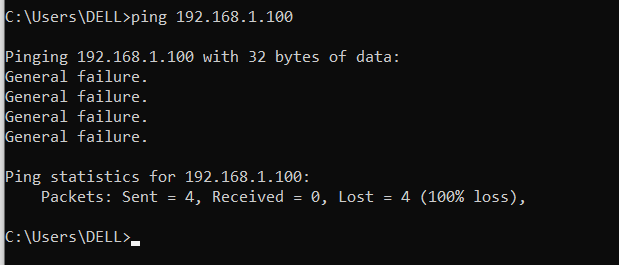 C:\Users\DELL>ping 192.168.1.100
Pinging 192.168.1.100 with 32 bytes of data:
General failure.
General failure.
General failure.
General failure.
Ping statistics for 192.168.1.100:
    Packets: Sent = 4, Received = 0, Lost = 4 (100% loss),
C:\Users\DELL>